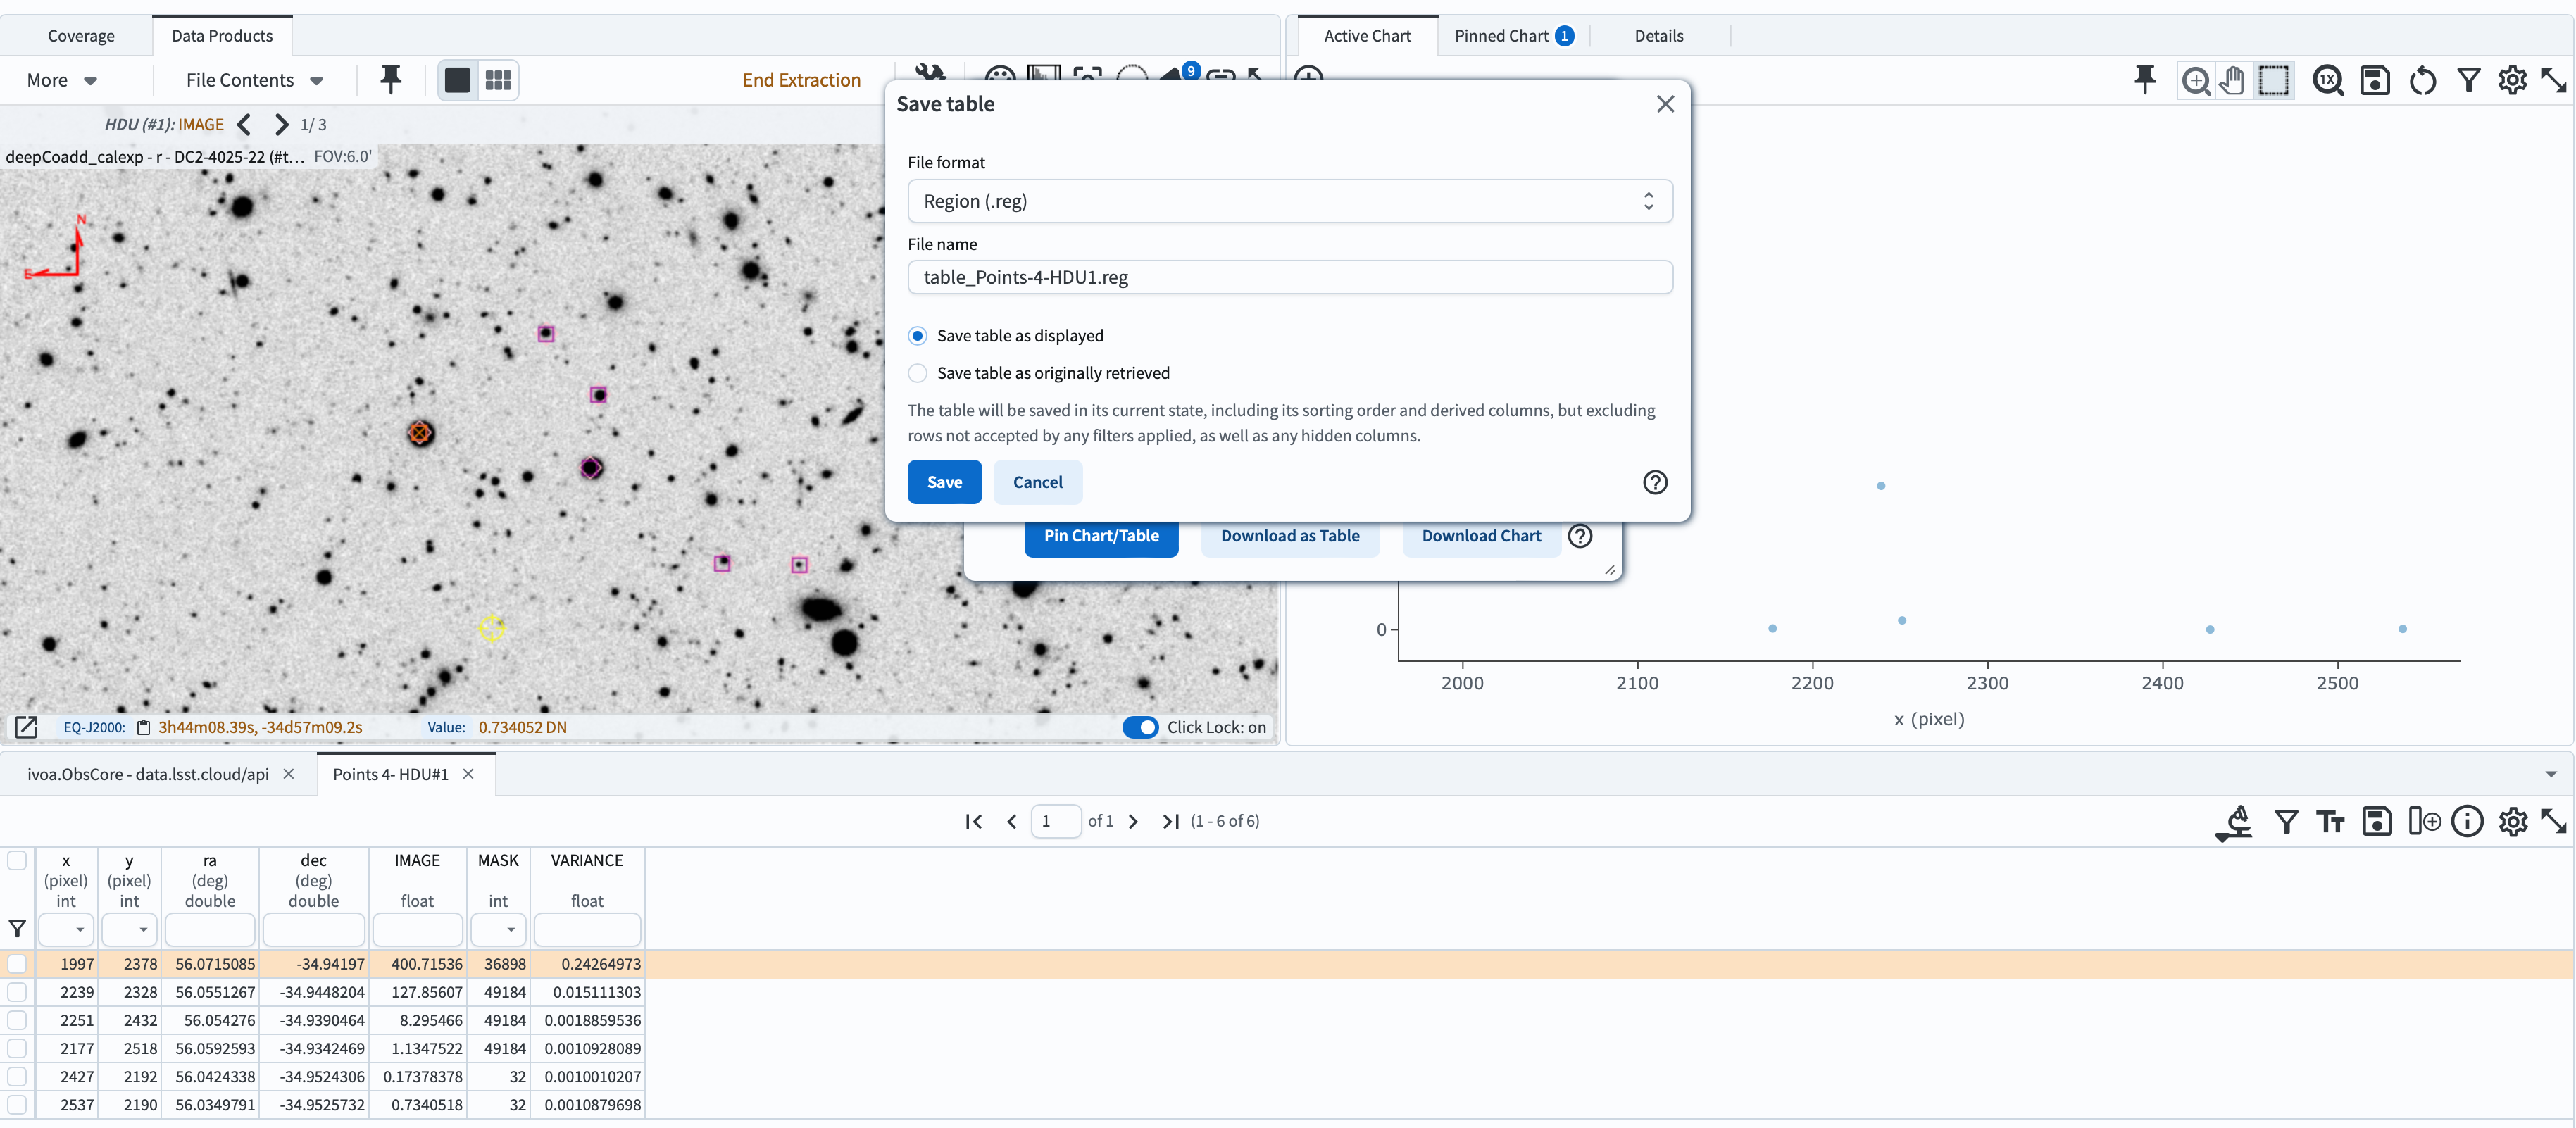 Coverage
Data Products
Active Chart
Pinned Chart 1
Details
More
File Contents
End Extraction
9
1X
HDU (#1): IMAGE
1/ 3
deepCoadd_calexp - r - DC2-4025-22 (#t... FOV:6.0'
N
E
Save table
File format
Region (.reg)
File name
table_Points-4-HDU1.reg
Save table as displayed
Save table as originally retrieved
The table will be saved in its current state, including its sorting order and derived columns, but excluding
rows not accepted by any filters applied, as well as any hidden columns.
Save
Cancel
?
Pin Chart/Table
Download as Table
Download Chart
?
0
2000 2100 2200 2300 2400 2500
x (pixel)
EQ-J2000: 3h44m08.39s, -34d57m09.2s Value: 0.734052 DN
Click Lock: on
ivoa.ObsCore - data.lsst.cloud/api
Points 4- HDU#1
1 of 1 (1 - 6 of 6)
x y ra dec IMAGE MASK VARIANCE
(pixel) (pixel) (deg) (deg)
int int double double float int float
1997 2378 56.0715085 -34.94197 400.71536 36898 0.24264973
2239 2328 56.0551267 -34.9448204 127.85607 49184 0.015111303
2251 2432 56.054276 -34.9390464 8.295466 49184 0.0018859536
2177 2518 56.0592593 -34.9342469 1.1347522 49184 0.0010928089
2427 2192 56.0424338 -34.9524306 0.17378378 32 0.0010010207
2537 2190 56.0349791 -34.9525732 0.7340518 32 0.0010879698